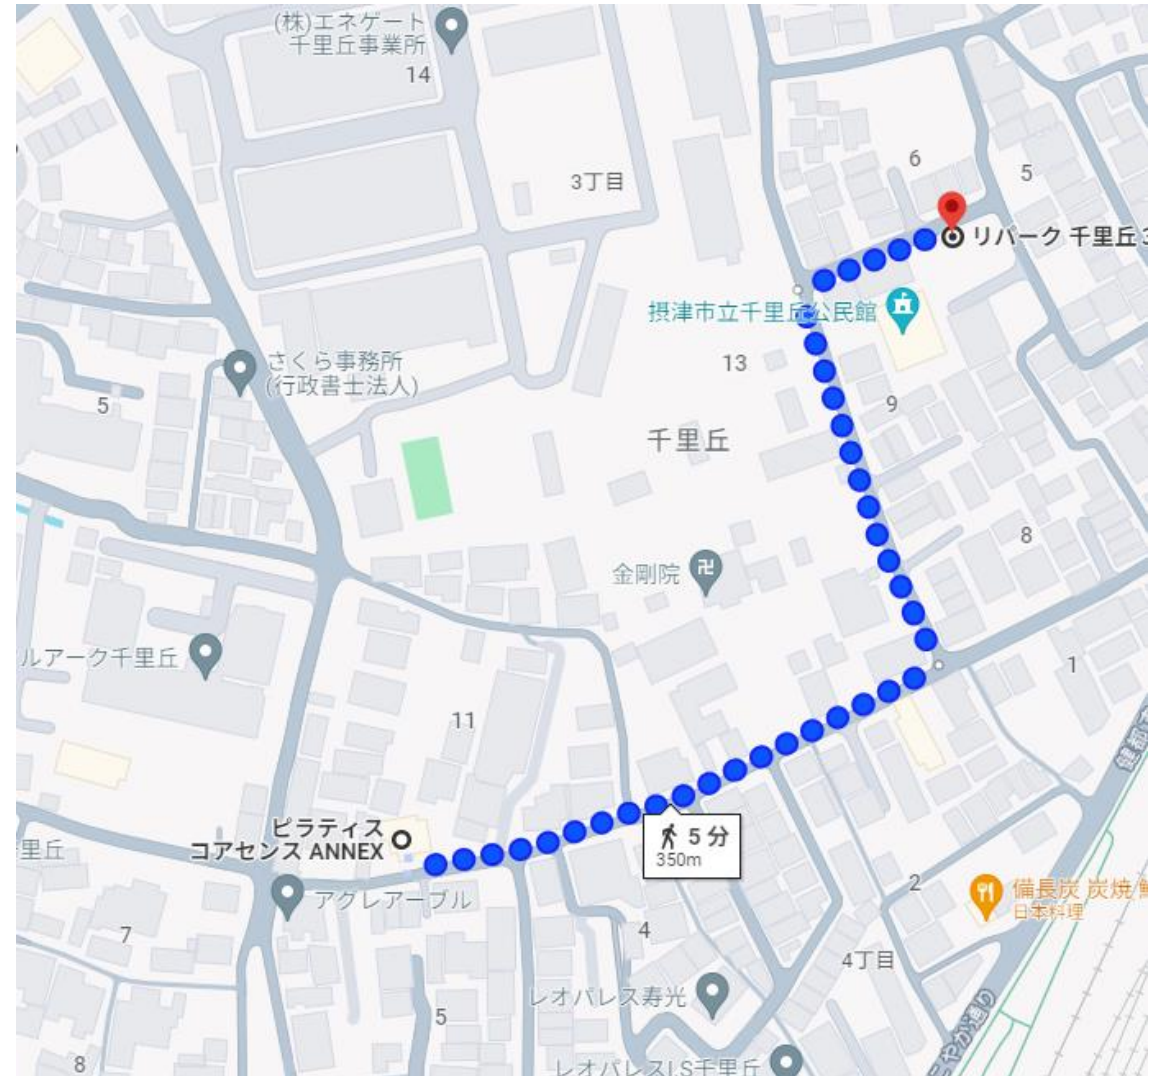 (株)エネゲート
千里丘事業所
14
3丁目
6
5
リパーク 千里丘 3
摂津市立千里丘公民館
13
さくら事務所
(行政書士法人)
5
9
千里丘
8
金剛院
ルアーク千里丘
1
11
ピラティス
コアセンス ANNEX
里丘
5 分
350m
アクレアーブル
2
備長炭 炭焼
日本料理
7
4
4丁目
レオパレス寿光
5
8
レオパレスLS千里丘